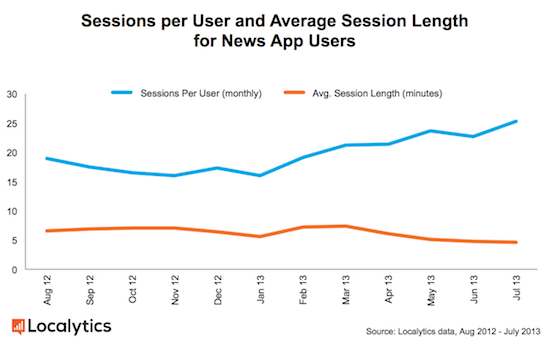 Sessions per User and Average Session Length
for News App Users
Sessions Per User (monthly)
Avg. Session Length (minutes)
30
25
20
15
10
5
0
Aug 12
Sep 12
Oct 12
Nov 12
Dec 12
Jan 13
Feb 13
Mar 13
Apr 13
May 13
Jun 13
Jul 13
Localytics
Source: Localytics data, Aug 2012 - July 2013